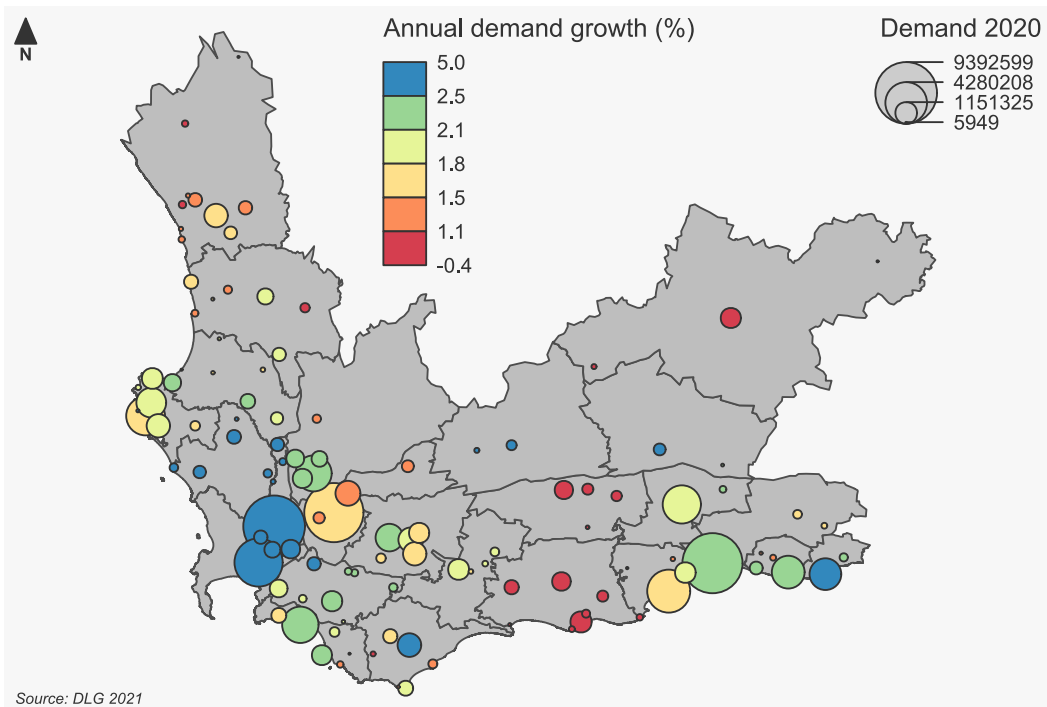 N
Annual demand growth (%)
5.0
2.5
2.1
1.8
1.5
1.1
-0.4
Demand 2020
9392599
4280208
1151325
5949
Source: DLG 2021